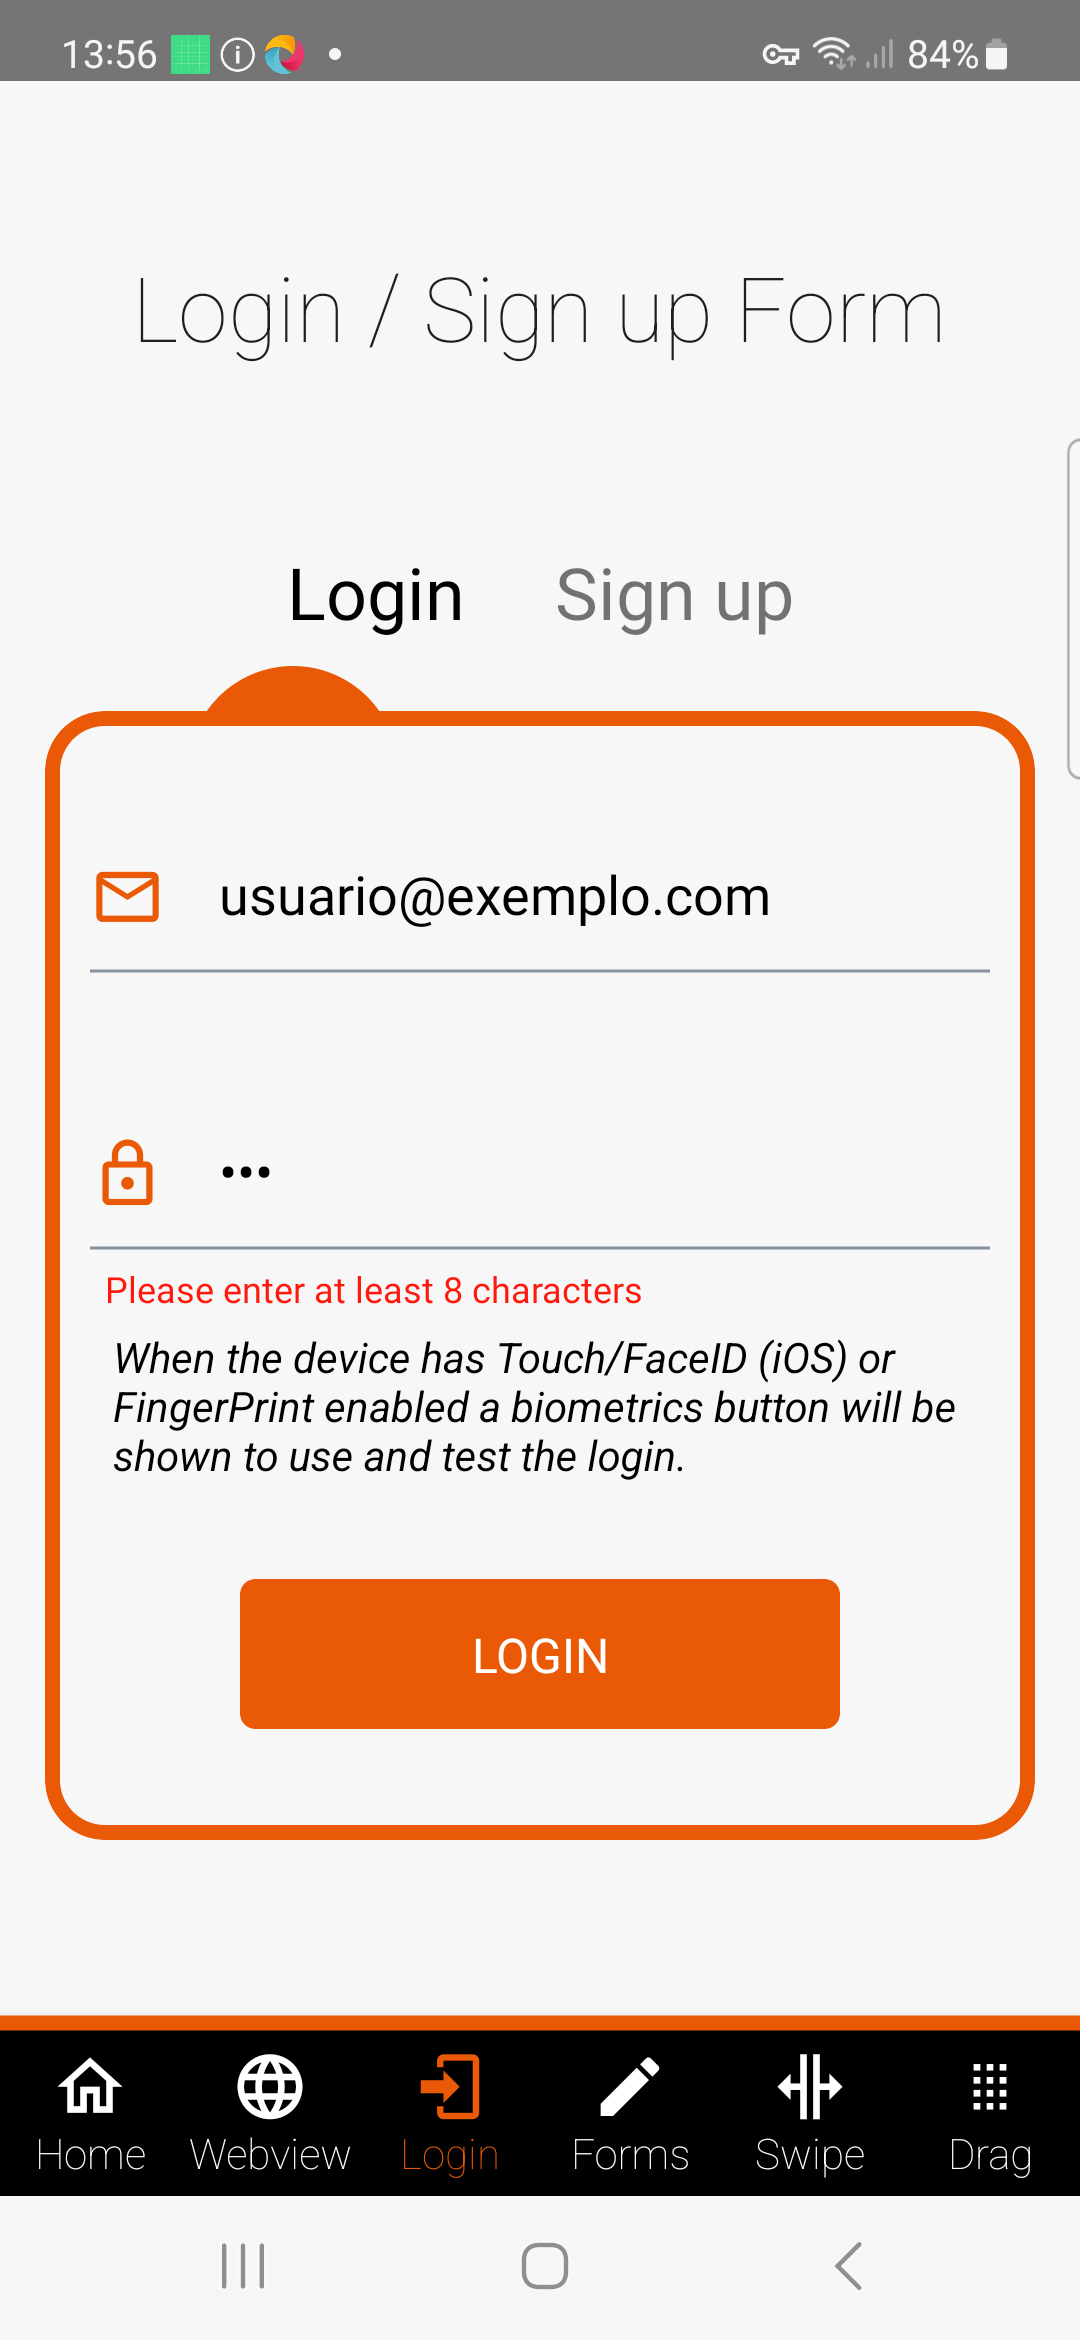 13:56
84%
Login / Sign up Form
Login
Sign up
usuario@exemplo.com
•••
Please enter at least 8 characters
When the device has Touch/FaceID (iOS) or
FingerPrint enabled a biometrics button will be
shown to use and test the login.
LOGIN
Home
Webview
Login
Forms
Swipe
Drag